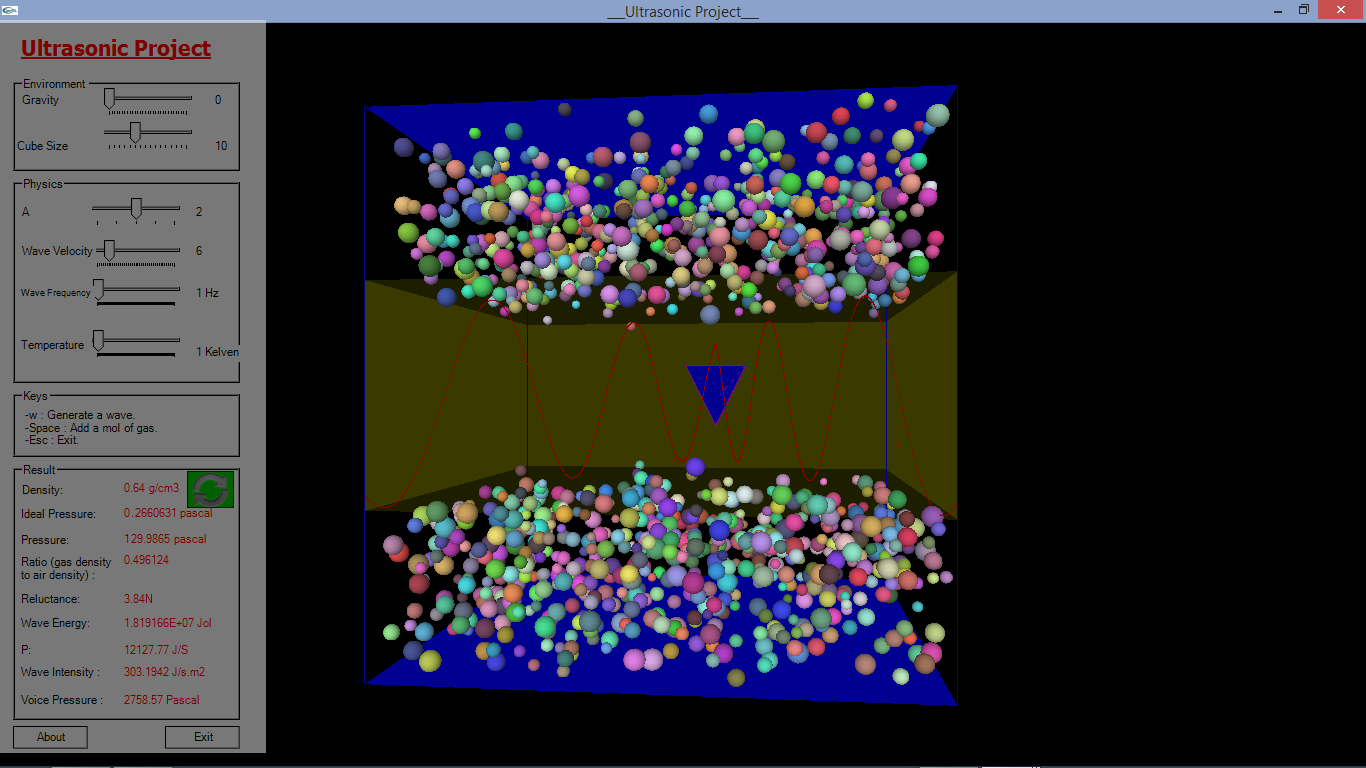 __Ultrasonic Project__
Ultrasonic Project
Environment
Gravity 0
Cube Size 10
Physics
A 2
Wave Velocity 6
Wave Frequency 1 Hz
Temperature 1 Kelven
Keys
-w : Generate a wave.
-Space : Add a mol of gas.
-Esc : Exit.
Result
Density: 0.64 g/cm3
Ideal Pressure: 0.2660631 pascal
Pressure: 129.9865 pascal
Ratio (gas density 0.496124
to air density) :
Reluctance: 3.84N
Wave Energy: 1.819166E+07 Jol
P: 12127.77 J/S
Wave Intensity : 303.1942 J/s.m2
Voice Pressure : 2758.57 Pascal
About Exit